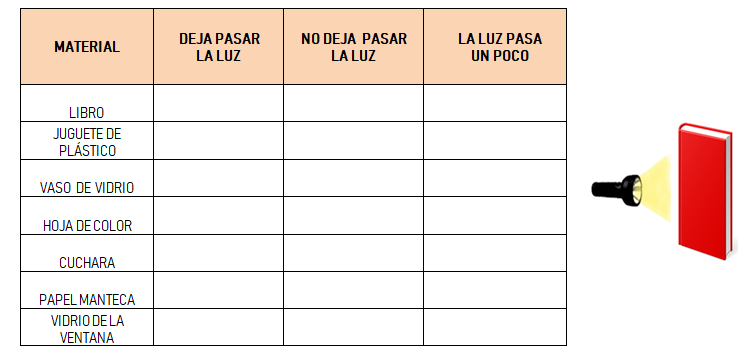 MATERIAL
DEJA PASAR
LA LUZ
NO DEJA PASAR
LA LUZ
LA LUZ PASA
UN POCO
LIBRO
JUGUETE DE
PLÁSTICO
VASO DE VIDRIO
HOJA DE COLOR
CUCHARA
PAPEL MANTECA
VIDRIO DE LA
VENTANA